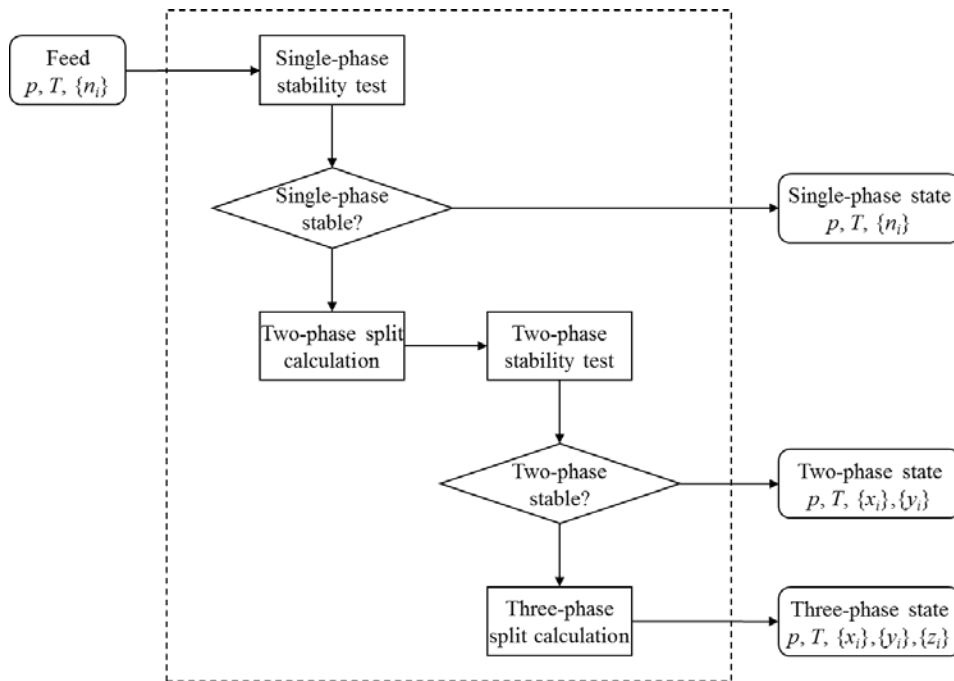 Feed
p, T, {nᵢ}
Single-phase
stability test
Single-phase
stable?
Single-phase state
p, T, {nᵢ}
Two-phase split
calculation
Two-phase
stability test
Two-phase
stable?
Two-phase state
p, T, {xᵢ},{yᵢ}
Three-phase
split calculation
Three-phase state
p, T, {xᵢ},{yᵢ},{zᵢ}